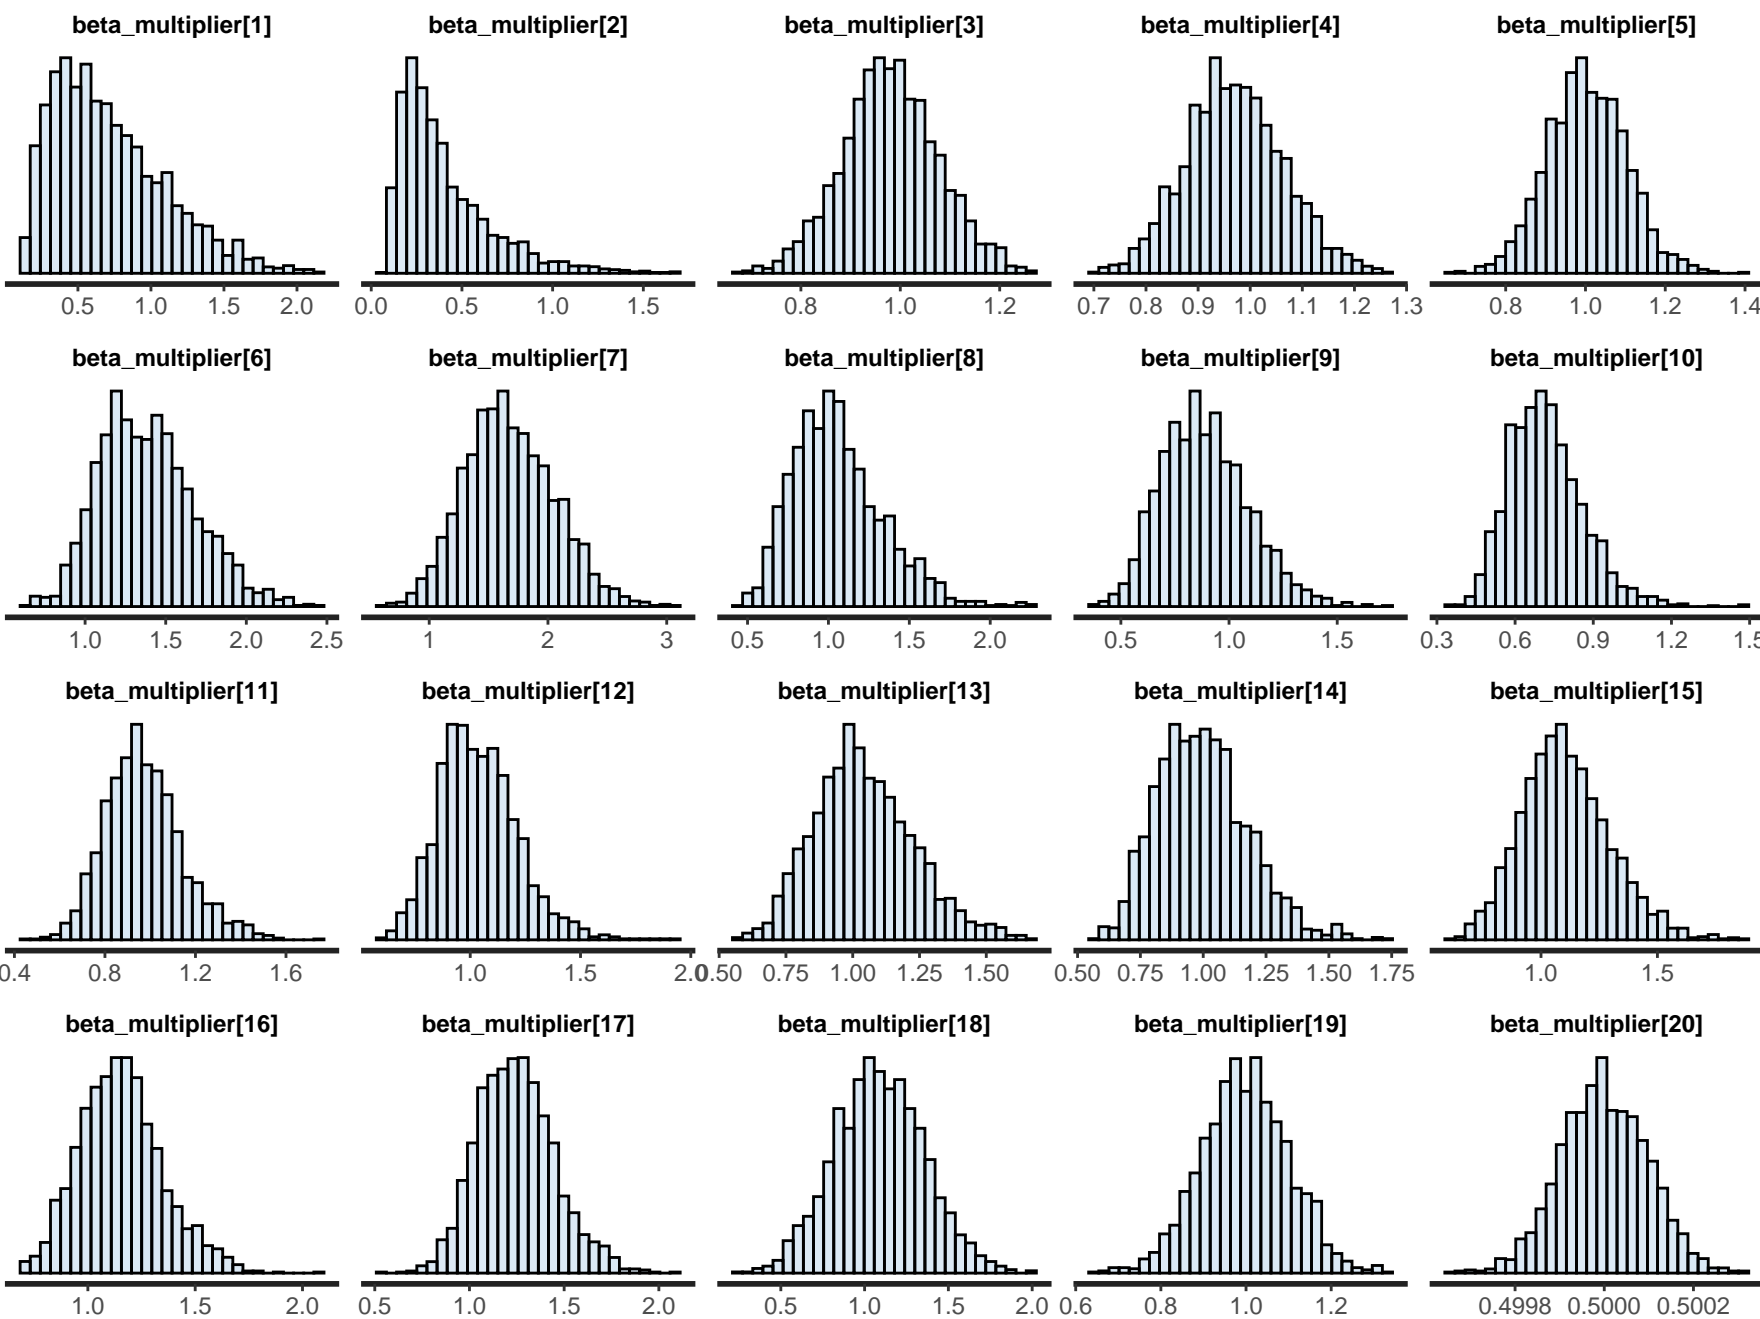 beta_multiplier[1] beta_multiplier[2] beta_multiplier[3] beta_multiplier[4] beta_multiplier[5]
0.5 1.0 1.5 2.0 0.0 0.5 1.0 1.5 0.8 1.0 1.2 0.7 0.8 0.9 1.0 1.1 1.2 1.3 0.8 1.0 1.2 1.4
beta_multiplier[6] beta_multiplier[7] beta_multiplier[8] beta_multiplier[9] beta_multiplier[10]
1.0 1.5 2.0 2.5 1 2 3 0.5 1.0 1.5 2.0 0.5 1.0 1.5 0.3 0.6 0.9 1.2 1.5
beta_multiplier[11] beta_multiplier[12] beta_multiplier[13] beta_multiplier[14] beta_multiplier[15]
0.4 0.8 1.2 1.6 1.0 1.5 2.0 0.50 0.75 1.00 1.25 1.50 0.50 0.75 1.00 1.25 1.50 1.75 1.0 1.5
beta_multiplier[16] beta_multiplier[17] beta_multiplier[18] beta_multiplier[19] beta_multiplier[20]
1.0 1.5 2.0 0.5 1.0 1.5 2.0 0.5 1.0 1.5 2.0 0.6 0.8 1.0 1.2 0.4998 0.5000 0.5002